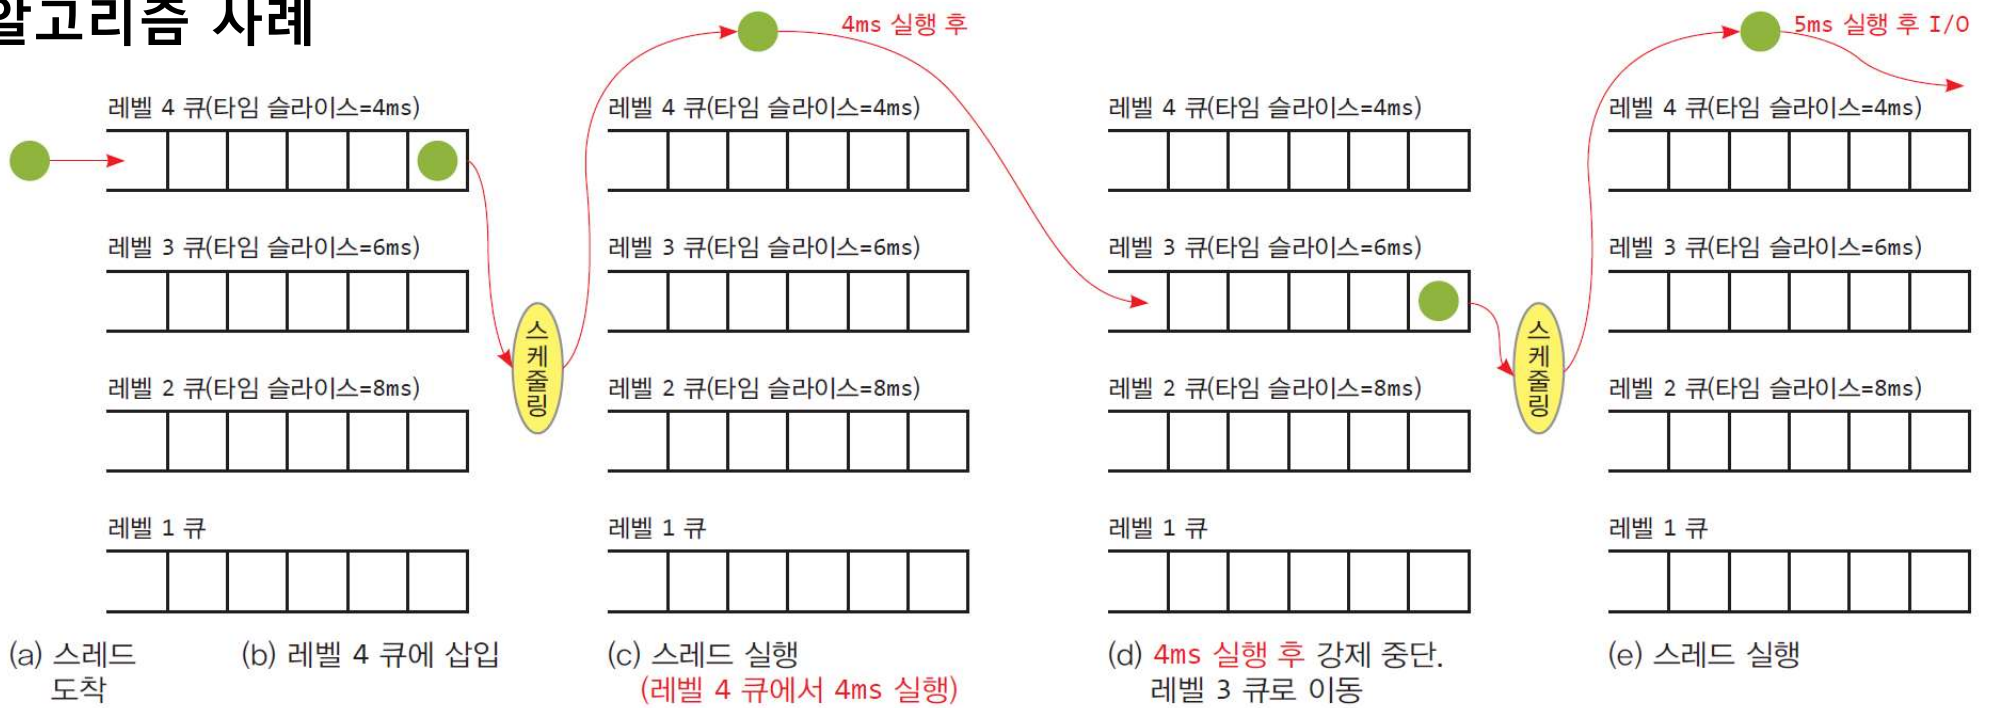 알고리즘 사례
4ms 실행 후
5ms 실행 후 I/O
레벨 4 큐(타임 슬라이스=4ms)
레벨 3 큐(타임 슬라이스=6ms)
레벨 2 큐(타임 슬라이스=8ms)
레벨 1 큐
스케줄링
레벨 4 큐(타임 슬라이스=4ms)
레벨 3 큐(타임 슬라이스=6ms)
레벨 2 큐(타임 슬라이스=8ms)
레벨 1 큐
레벨 4 큐(타임 슬라이스=4ms)
레벨 3 큐(타임 슬라이스=6ms)
레벨 2 큐(타임 슬라이스=8ms)
레벨 1 큐
스케줄링
레벨 4 큐(타임 슬라이스=4ms)
레벨 3 큐(타임 슬라이스=6ms)
레벨 2 큐(타임 슬라이스=8ms)
레벨 1 큐
(a) 스레드
도착
(b) 레벨 4 큐에 삽입
(c) 스레드 실행
(레벨 4 큐에서 4ms 실행)
(d) 4ms 실행 후 강제 중단.
레벨 3 큐로 이동
(e) 스레드 실행